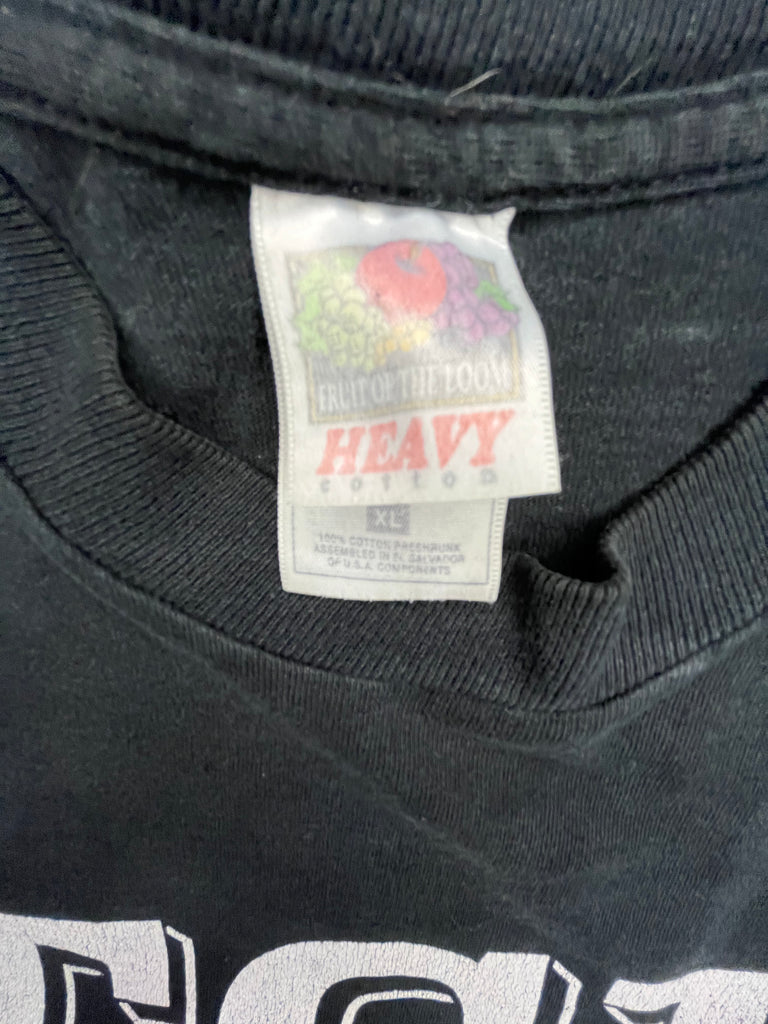 FRUIT OF THE LOOM
HEAVY
cotton
XL
100% COTTON PRESHRUNK
ASSEMBLED IN EL SALVADOR
OF U.S.A. COMPONENTS